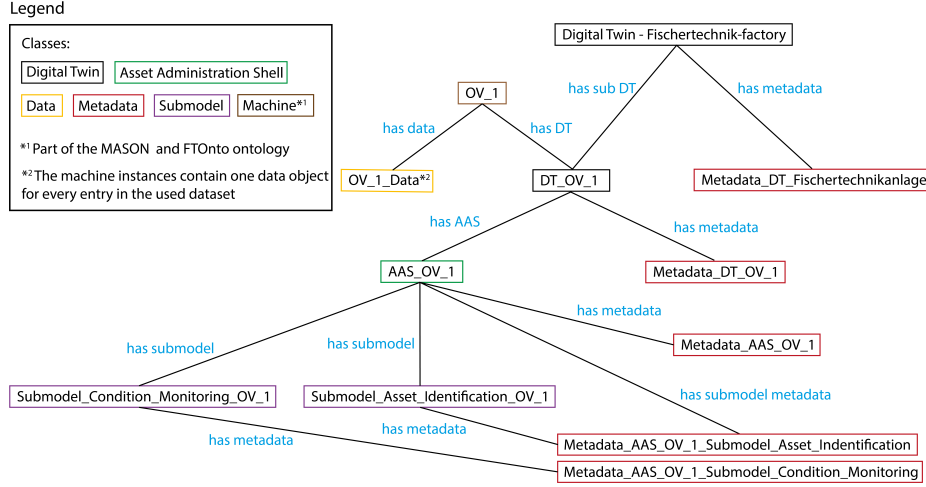 Legend
Classes:
Digital Twin
Asset Administration Shell
Data
Metadata
Submodel
Machine*1
*1 Part of the MASON and FTOnto ontology
*2 The machine instances contain one data object
for every entry in the used dataset
Digital Twin - Fischertechnik-factory
has sub DT
has metadata
OV_1
has data
has DT
OV_1_Data*2
DT_OV_1
Metadata_DT_Fischertechnikanlage
has AAS
has metadata
AAS_OV_1
Metadata_DT_OV_1
has metadata
has submodel
has submodel
Metadata_AAS_OV_1
Submodel_Condition_Monitoring_OV_1
Submodel_Asset_Identification_OV_1
has submodel metadata
has metadata
has metadata
Metadata_AAS_OV_1_Submodel_Asset_Indentification
Metadata_AAS_OV_1_Submodel_Condition_Monitoring